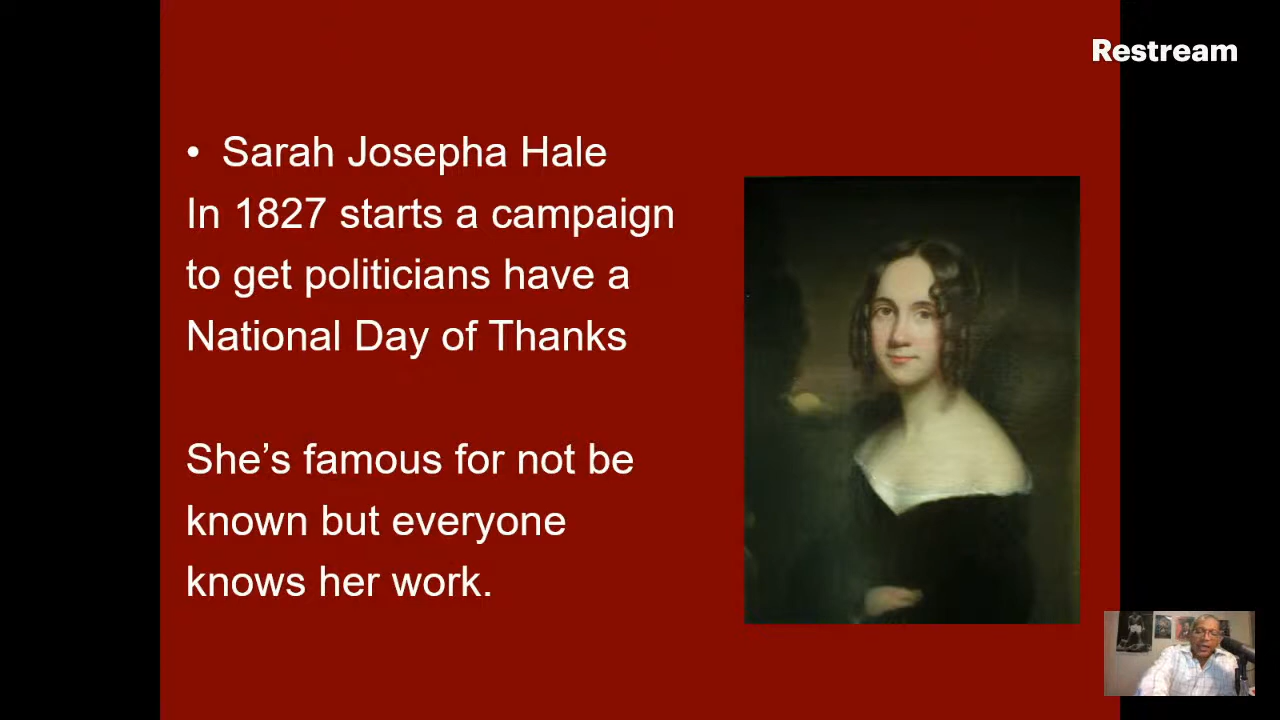 Restream
• Sarah Josepha Hale
In 1827 starts a campaign
to get politicians have a
National Day of Thanks
She’s famous for not be
known but everyone
knows her work.